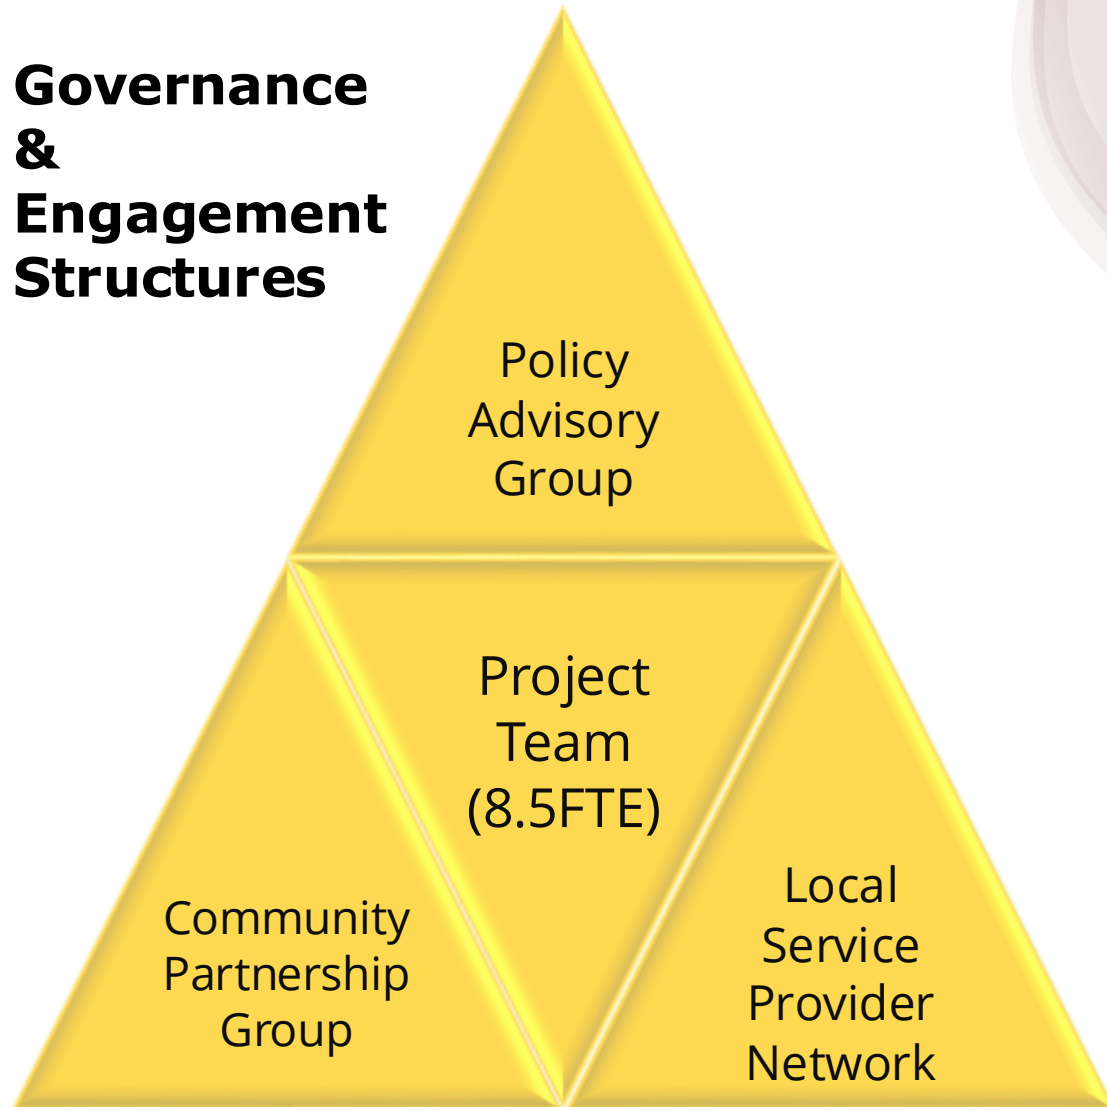 Governance
&
Engagement
Structures
Policy
Advisory
Group
Project
Team
(8.5FTE)
Community
Partnership
Group
Local
Service
Provider
Network